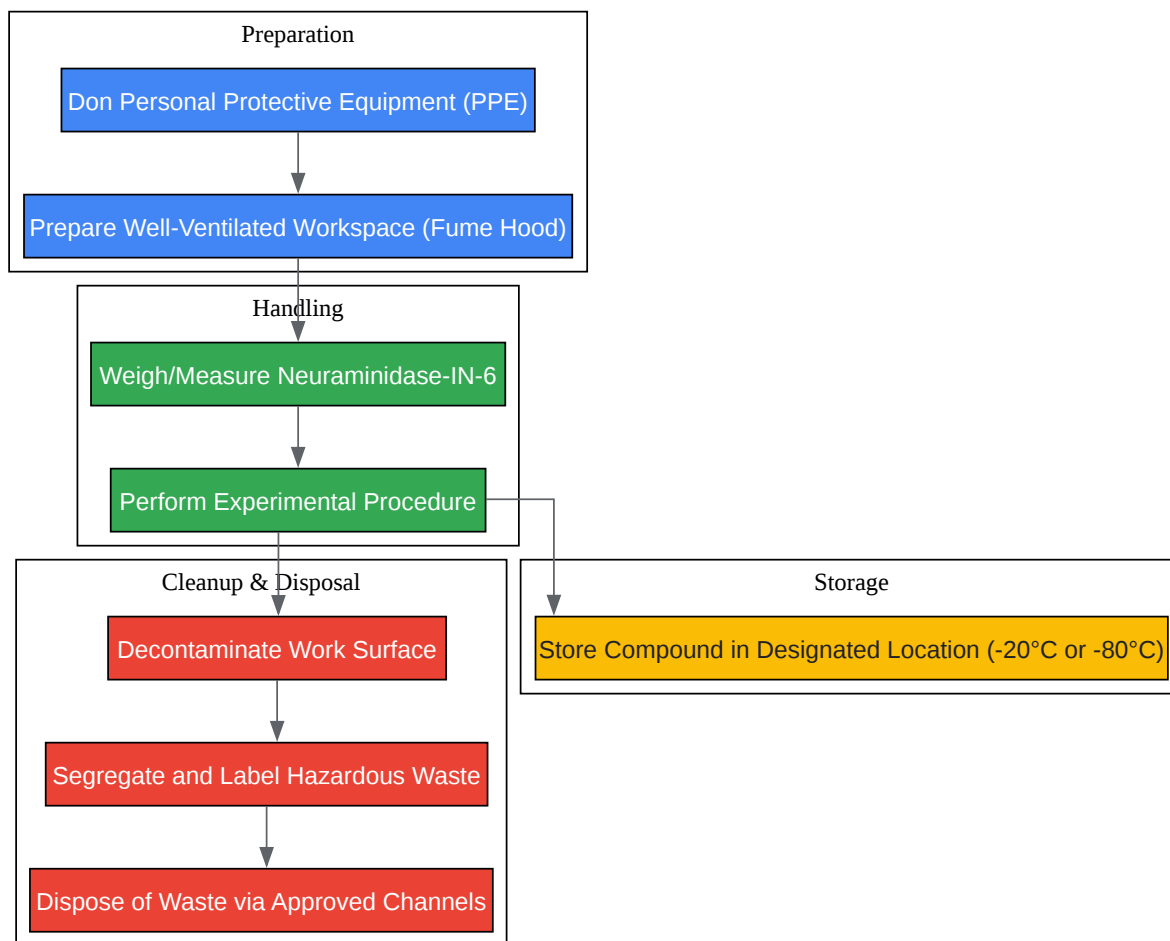 Preparation
Don Personal Protective Equipment (PPE)
Prepare Well-Ventilated Workspace (Fume Hood)
Handling
Weigh/Measure Neuraminidase-IN-6
Perform Experimental Procedure
Cleanup & Disposal
Decontaminate Work Surface
Segregate and Label Hazardous Waste
Dispose of Waste via Approved Channels
Storage
Store Compound in Designated Location (-20°C or -80°C)